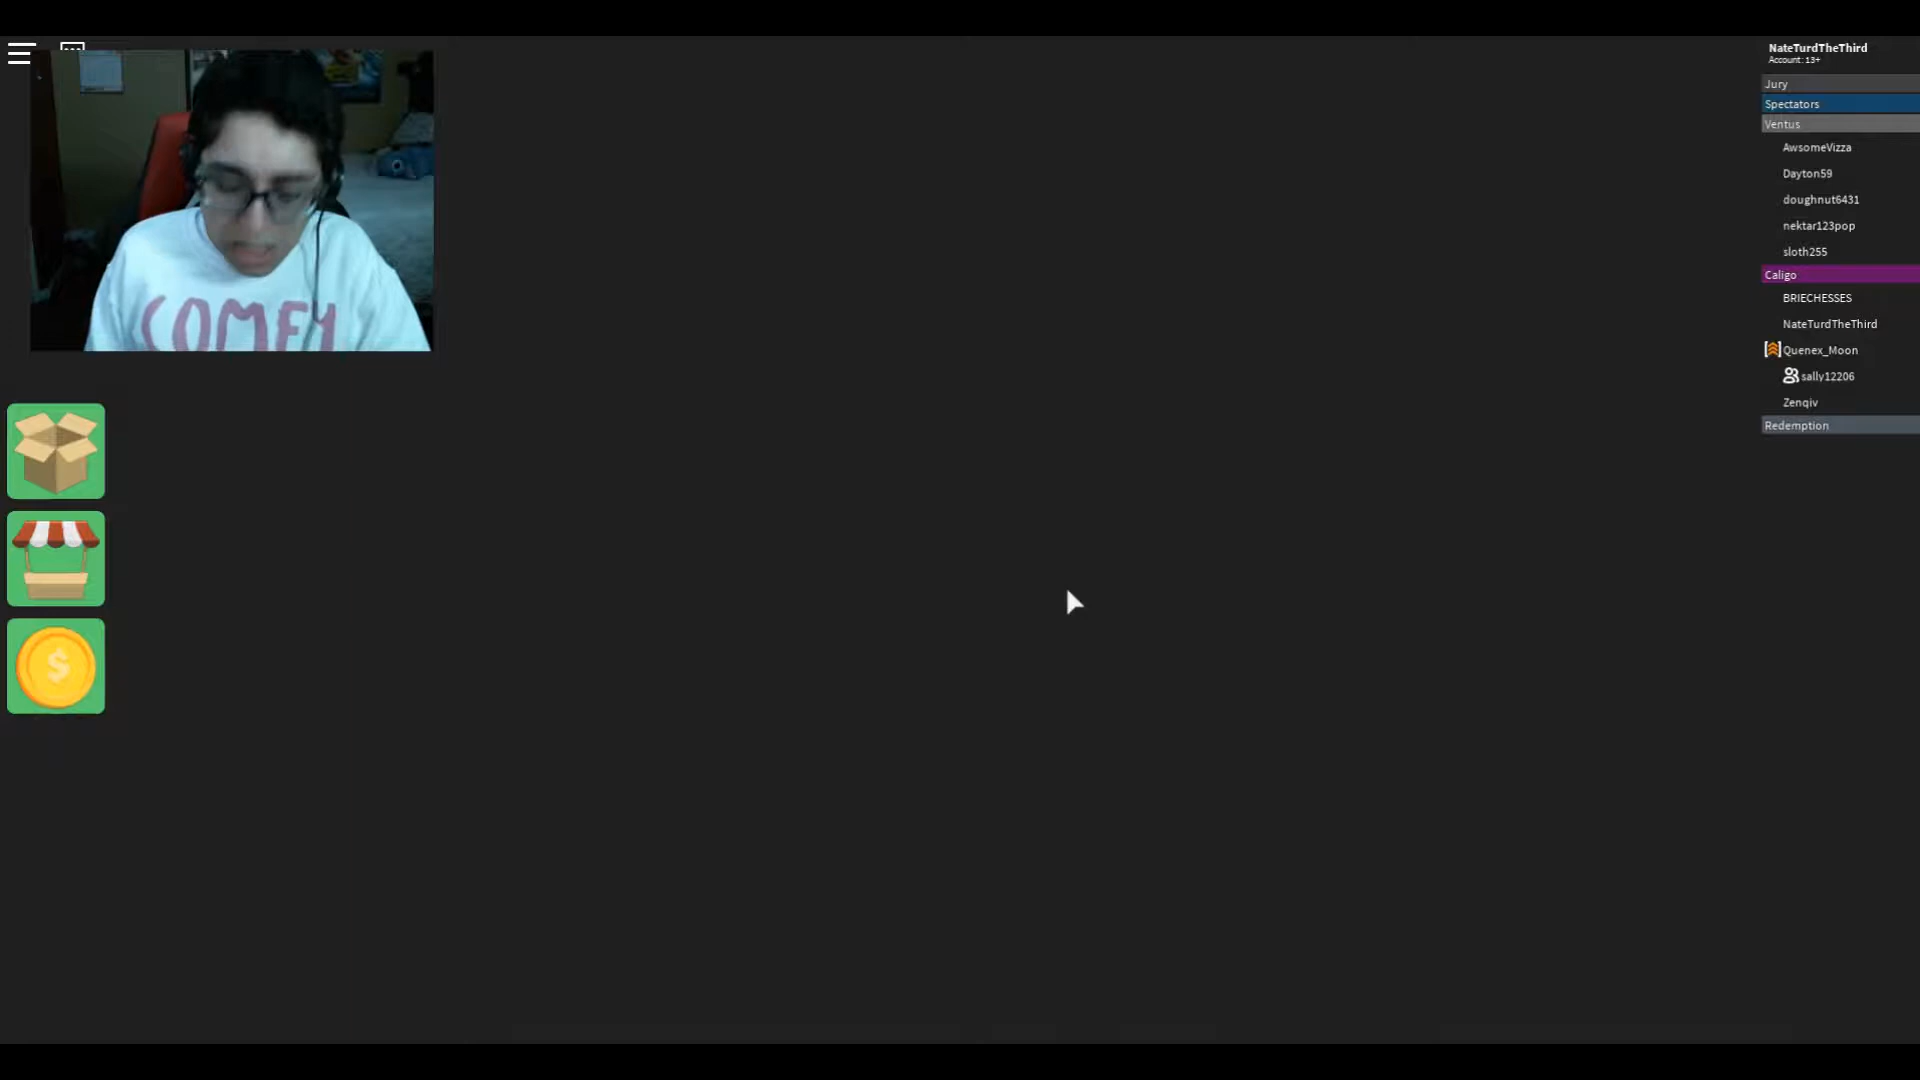 NateTurdTheThird
Account: 13+
Jury
Spectators
Ventus
AwsomeVizza
Dayton59
doughnut6431
nektar123pop
sloth255
Caligo
BRIECHESSES
NateTurdTheThird
Quenex_Moon
sally12206
Zenqiv
Redemption
COMFY
$